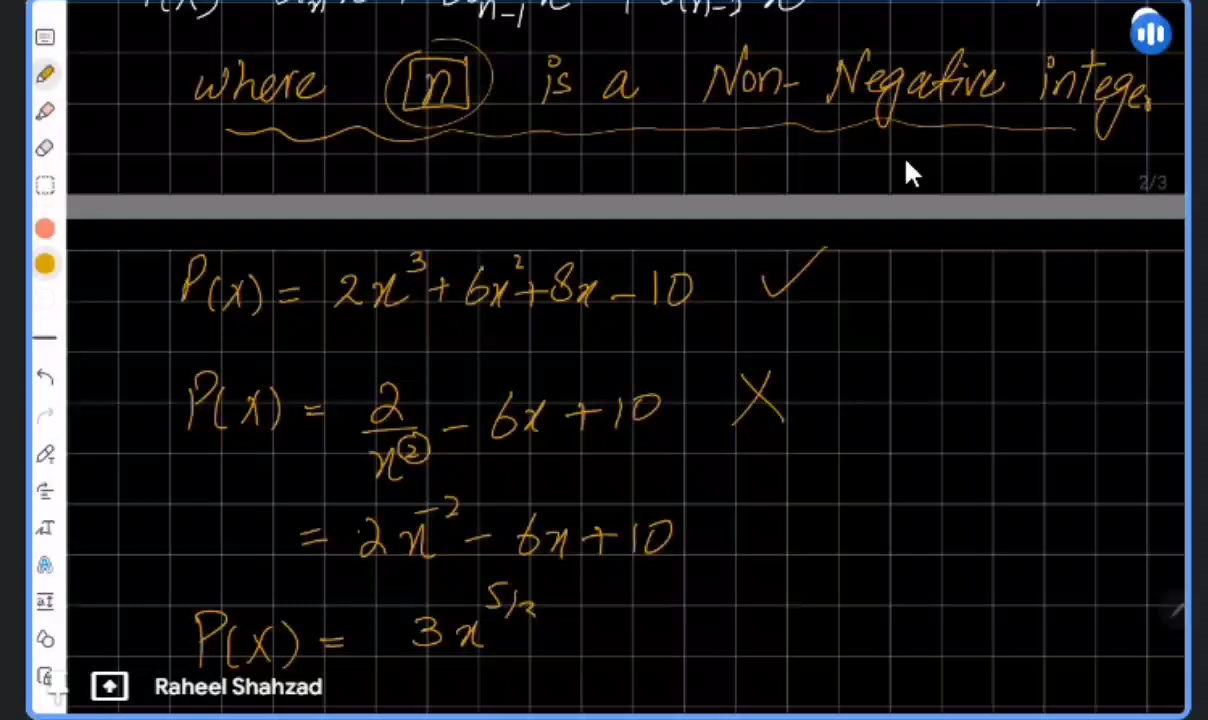 where n is a Non-Negative integer
2/3
P(x) = 2x³ + 6x² + 8x - 10 ✓
P(x) = 2/x² - 6x + 10 X
= 2x⁻² - 6x + 10
P(x) = 3x^5/2
Raheel Shahzad